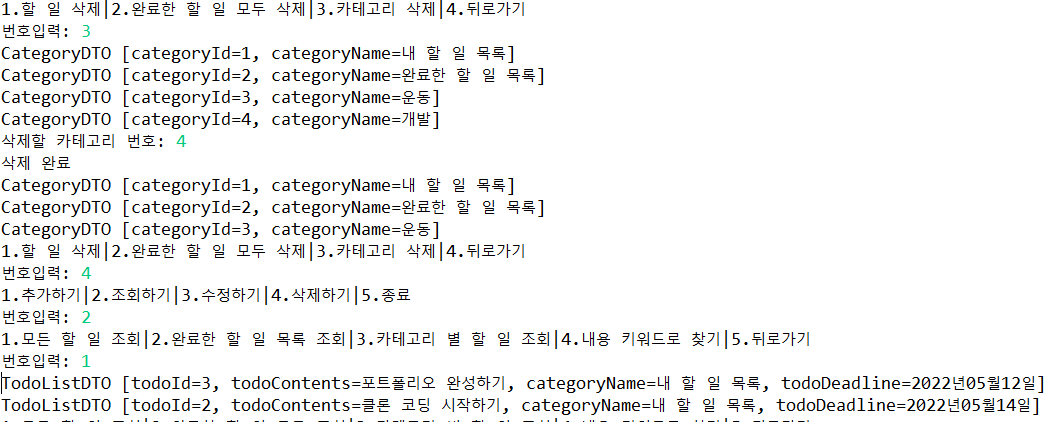 1.할 일 삭제|2.완료한 할 일 모두 삭제|3.카테고리 삭제|4.뒤로가기
번호입력: 3
CategoryDTO [categoryId=1, categoryName=내 할 일 목록]
CategoryDTO [categoryId=2, categoryName=완료한 할 일 목록]
CategoryDTO [categoryId=3, categoryName=운동]
CategoryDTO [categoryId=4, categoryName=개발]
삭제할 카테고리 번호: 4
삭제 완료
CategoryDTO [categoryId=1, categoryName=내 할 일 목록]
CategoryDTO [categoryId=2, categoryName=완료한 할 일 목록]
CategoryDTO [categoryId=3, categoryName=운동]
1.할 일 삭제|2.완료한 할 일 모두 삭제|3.카테고리 삭제|4.뒤로가기
번호입력: 4
1.추가하기|2.조회하기|3.수정하기|4.삭제하기|5.종료
번호입력: 2
1.모든 할 일 조회|2.완료한 할 일 목록 조회|3.카테고리 별 할 일 조회|4.내용 키워드로 찾기|5.뒤로가기
번호입력: 1
TodoListDTO [todoId=3, todoContents=포트폴리오 완성하기, categoryName=내 할 일 목록, todoDeadline=2022년05월12일]
TodoListDTO [todoId=2, todoContents=클론 코딩 시작하기, categoryName=내 할 일 목록, todoDeadline=2022년05월14일]